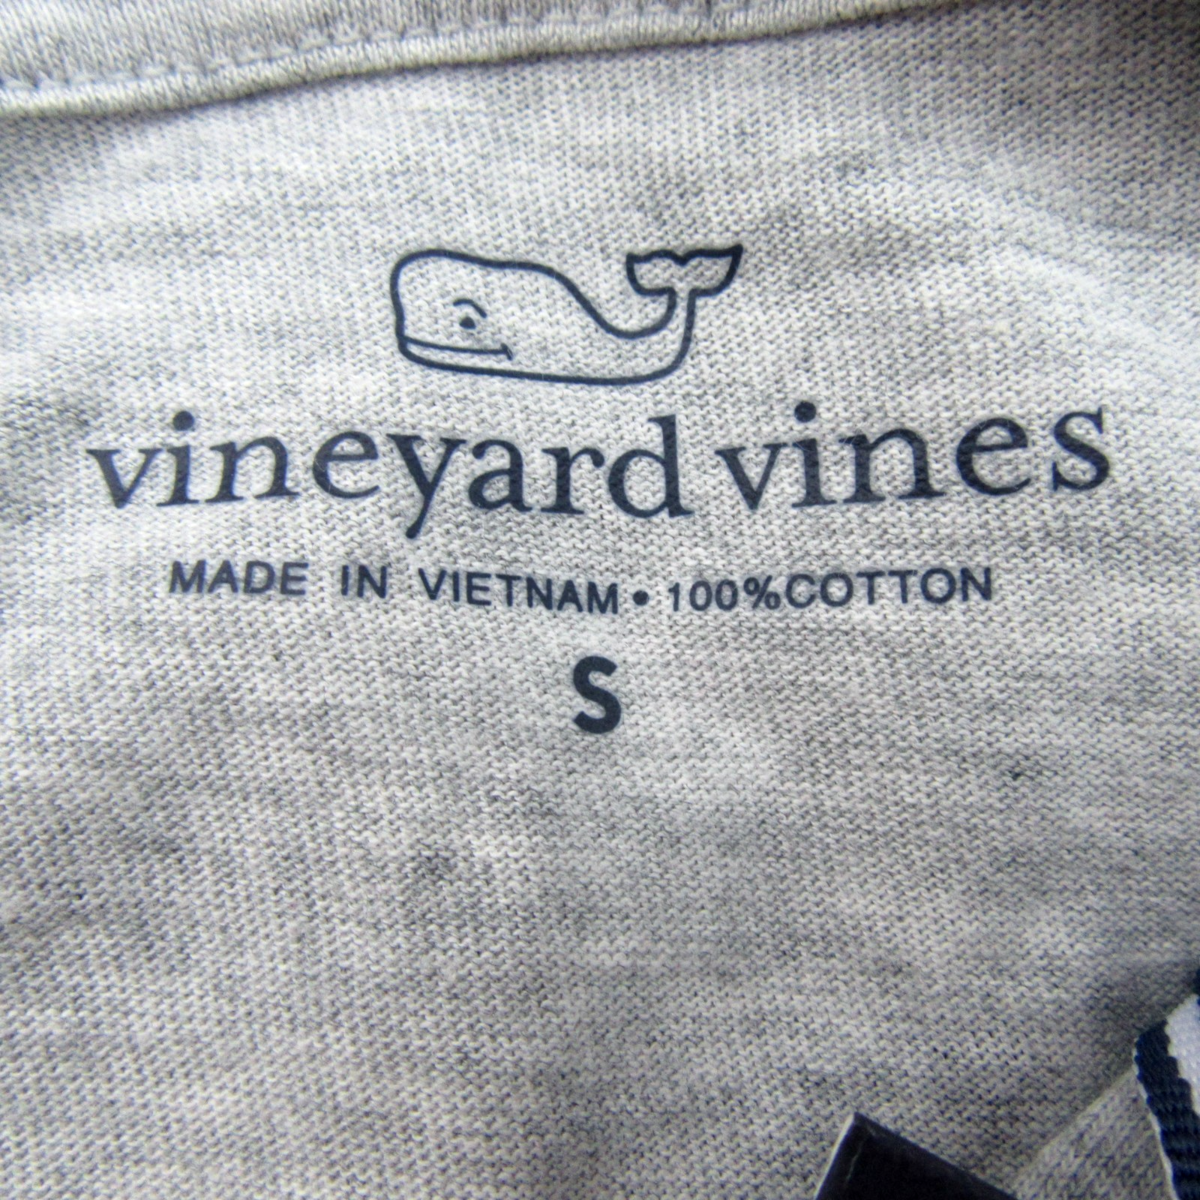 vineyard vines
MADE IN VIETNAM • 100%COTTON
S